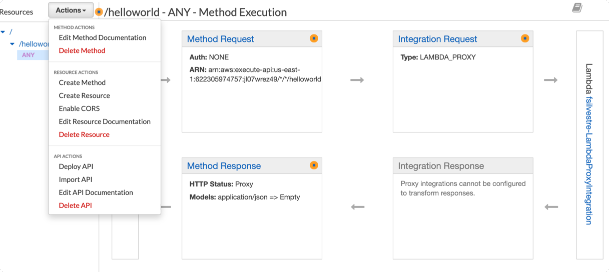 Resources
Actions
/helloworld - ANY - Method Execution
/
/hellowo
ANY
METHOD ACTIONS
Edit Method Documentation
Delete Method
RESOURCE ACTIONS
Create Method
Create Resource
Enable CORS
Edit Resource Documentation
Delete Resource
API ACTIONS
Deploy API
Import API
Edit API Documentation
Delete API
Method Request
Auth: NONE
ARN: arn:aws:execute-api:us-east-
1:622305974757:jl07wrez49/*/*/helloworld
Integration Request
Type: LAMBDA_PROXY
Method Response
HTTP Status: Proxy
Models: application/json => Empty
Integration Response
Proxy integrations cannot be configured
to transform responses.
Lambda fsilvestre-LambdaProxyIntegration